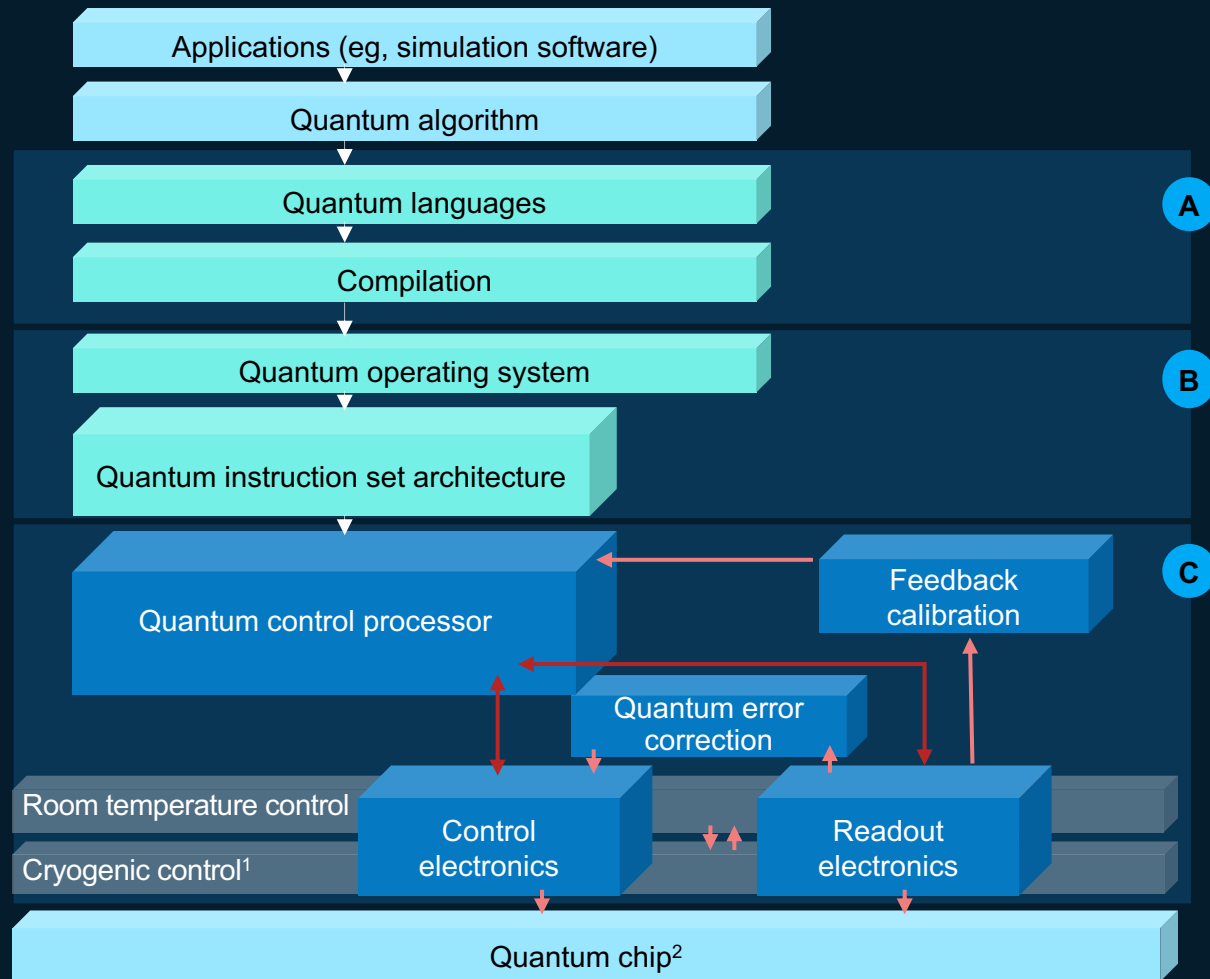 Applications (eg, simulation software)
Quantum algorithm
Quantum languages
A
Compilation
Quantum operating system
B
Quantum instruction set architecture
C
Quantum control processor
Feedback
calibration
Quantum error
correction
Room temperature control
Control
electronics
Readout
electronics
Cryogenic control¹
Quantum chip²